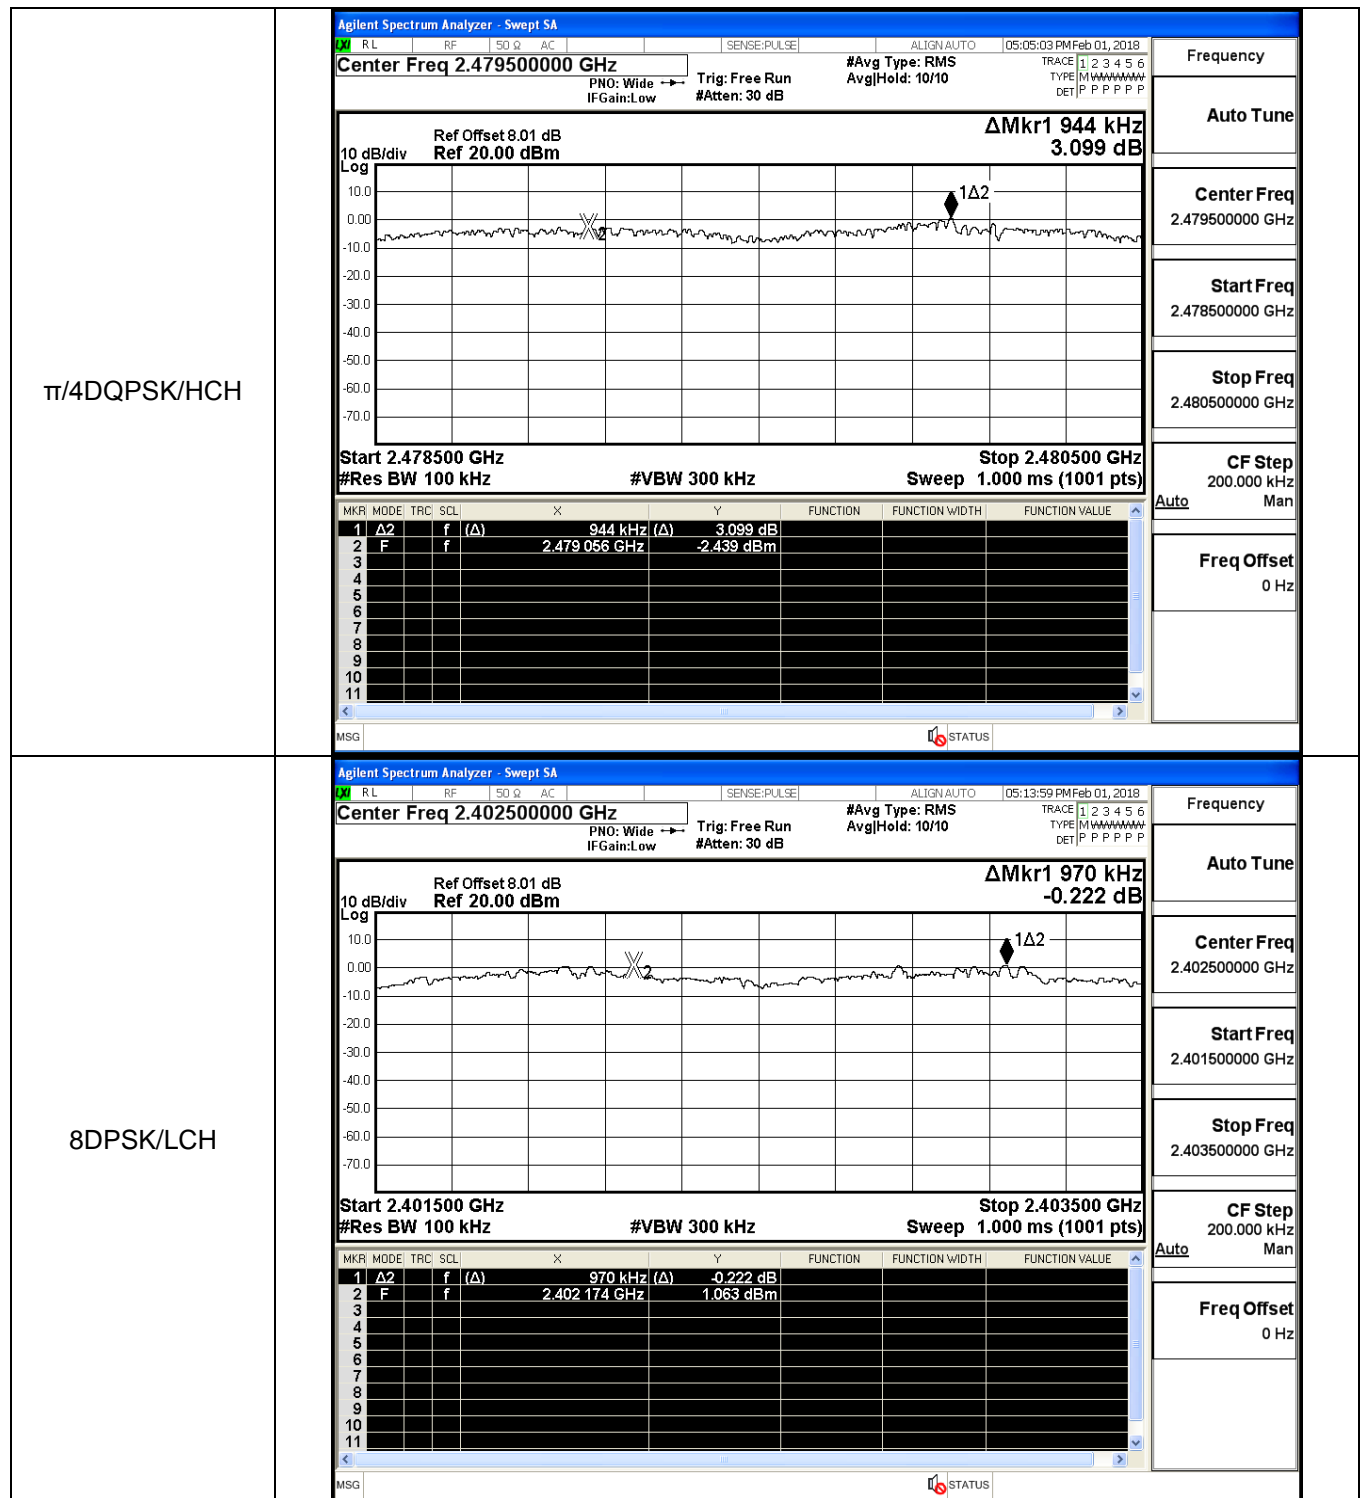 π/4DQPSK/HCH
Agilent Spectrum Analyzer - Swept SA
LXI RL RF 50 Ω AC SENSE:PULSE ALIGN AUTO 05:05:03 PM Feb 01, 2018
Center Freq 2.479500000 GHz
PNO: Wide
IFGain:Low
Trig: Free Run
#Atten: 30 dB
#Avg Type: RMS
Avg|Hold: 10/10
TRACE 1 2 3 4 5 6
TYPE M WWWWW
DET P P P P P P
ΔMkr1 944 kHz
3.099 dB
Ref Offset 8.01 dB
10 dB/div Ref 20.00 dBm
Log
10.0
0.00
-10.0
-20.0
-30.0
-40.0
-50.0
-60.0
-70.0
1Δ2
2
Start 2.478500 GHz Stop 2.480500 GHz
#Res BW 100 kHz #VBW 300 kHz Sweep 1.000 ms (1001 pts)
MKR MODE TRC SCL X Y FUNCTION FUNCTION WIDTH FUNCTION VALUE
1 Δ2 f (Δ) 944 kHz (Δ) 3.099 dB
2 F f 2.479 056 GHz -2.439 dBm
3
4
5
6
7
8
9
10
11
MSG STATUS
Frequency
Auto Tune
Center Freq
2.479500000 GHz
Start Freq
2.478500000 GHz
Stop Freq
2.480500000 GHz
CF Step
200.000 kHz
Auto Man
Freq Offset
0 Hz
8DPSK/LCH
Agilent Spectrum Analyzer - Swept SA
LXI RL RF 50 Ω AC SENSE:PULSE ALIGN AUTO 05:13:59 PM Feb 01, 2018
Center Freq 2.402500000 GHz
PNO: Wide
IFGain:Low
Trig: Free Run
#Atten: 30 dB
#Avg Type: RMS
Avg|Hold: 10/10
TRACE 1 2 3 4 5 6
TYPE M WWWWW
DET P P P P P P
ΔMkr1 970 kHz
-0.222 dB
Ref Offset 8.01 dB
10 dB/div Ref 20.00 dBm
Log
10.0
0.00
-10.0
-20.0
-30.0
-40.0
-50.0
-60.0
-70.0
1Δ2
2
Start 2.401500 GHz Stop 2.403500 GHz
#Res BW 100 kHz #VBW 300 kHz Sweep 1.000 ms (1001 pts)
MKR MODE TRC SCL X Y FUNCTION FUNCTION WIDTH FUNCTION VALUE
1 Δ2 f (Δ) 970 kHz (Δ) -0.222 dB
2 F f 2.402 174 GHz 1.063 dBm
3
4
5
6
7
8
9
10
11
MSG STATUS
Frequency
Auto Tune
Center Freq
2.402500000 GHz
Start Freq
2.401500000 GHz
Stop Freq
2.403500000 GHz
CF Step
200.000 kHz
Auto Man
Freq Offset
0 Hz